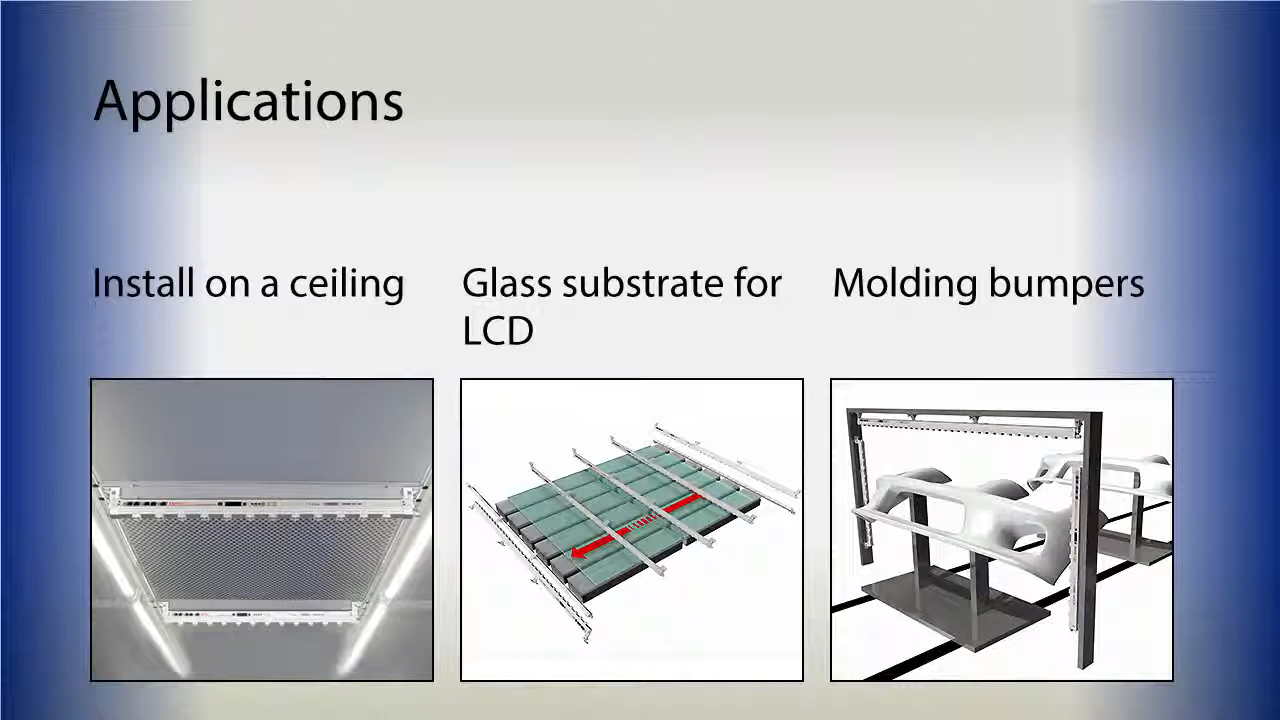 Applications
Install on a ceiling
Glass substrate for
LCD
Molding bumpers